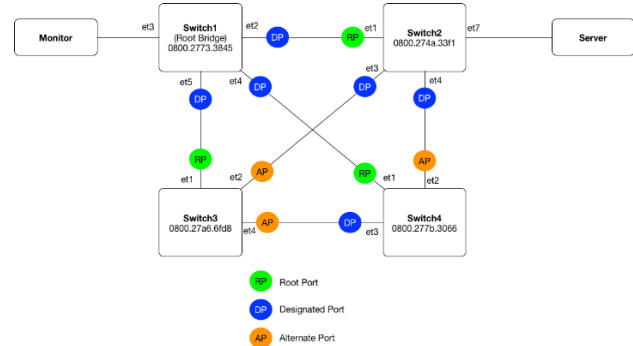 Monitor
et3
Switch1
(Root Bridge)
0800.2773.3845
et2
DP
RP
et1
Switch2
0800.274a.33f1
et7
Server
et5
et4
et3
et4
DP
DP
DP
DP
RP
AP
RP
AP
et1
et2
et1
et2
Switch3
0800.27a6.6fd8
et4
AP
DP
et3
Switch4
0800.277b.3066
RP Root Port
DP Designated Port
AP Alternate Port